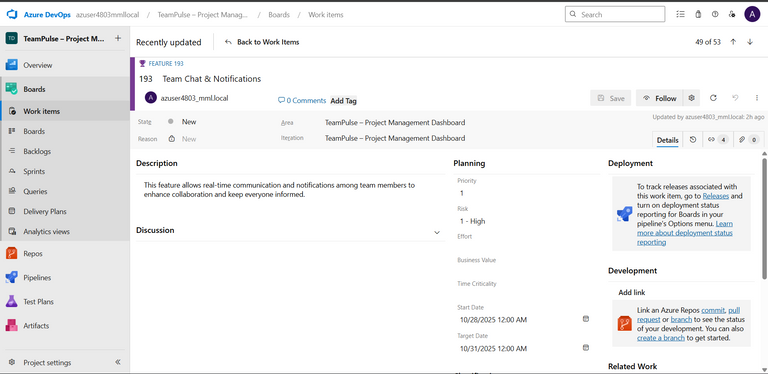 Azure DevOps azuser4803mmllocal / TeamPulse – Project Manag... / Boards / Work items
Search
A
TD TeamPulse – Project M... +
Recently updated
Back to Work Items
49 of 53
Overview
Boards
Work items
Boards
Backlogs
Sprints
Queries
Delivery Plans
Analytics views
Repos
Pipelines
Test Plans
Artifacts
Project settings
FEATURE 193
193 Team Chat & Notifications
A azuser4803_mml.local
0 Comments Add Tag
Save
Follow
State New
Area TeamPulse – Project Management Dashboard
Reason New
Iteration TeamPulse – Project Management Dashboard
Updated by azuser4803_mml.local: 2h ago
Details
4
0
Description
This feature allows real-time communication and notifications among team members to
enhance collaboration and keep everyone informed.
Discussion
Planning
Priority
1
Risk
1 - High
Effort
Business Value
Time Criticality
Start Date
10/28/2025 12:00 AM
Target Date
10/31/2025 12:00 AM
Deployment
To track releases associated with
this work item, go to Releases and
turn on deployment status
reporting for Boards in your
pipeline's Options menu. Learn
more about deployment status
reporting
Development
Add link
Link an Azure Repos commit, pull
request or branch to see the status
of your development. You can also
create a branch to get started.
Related Work